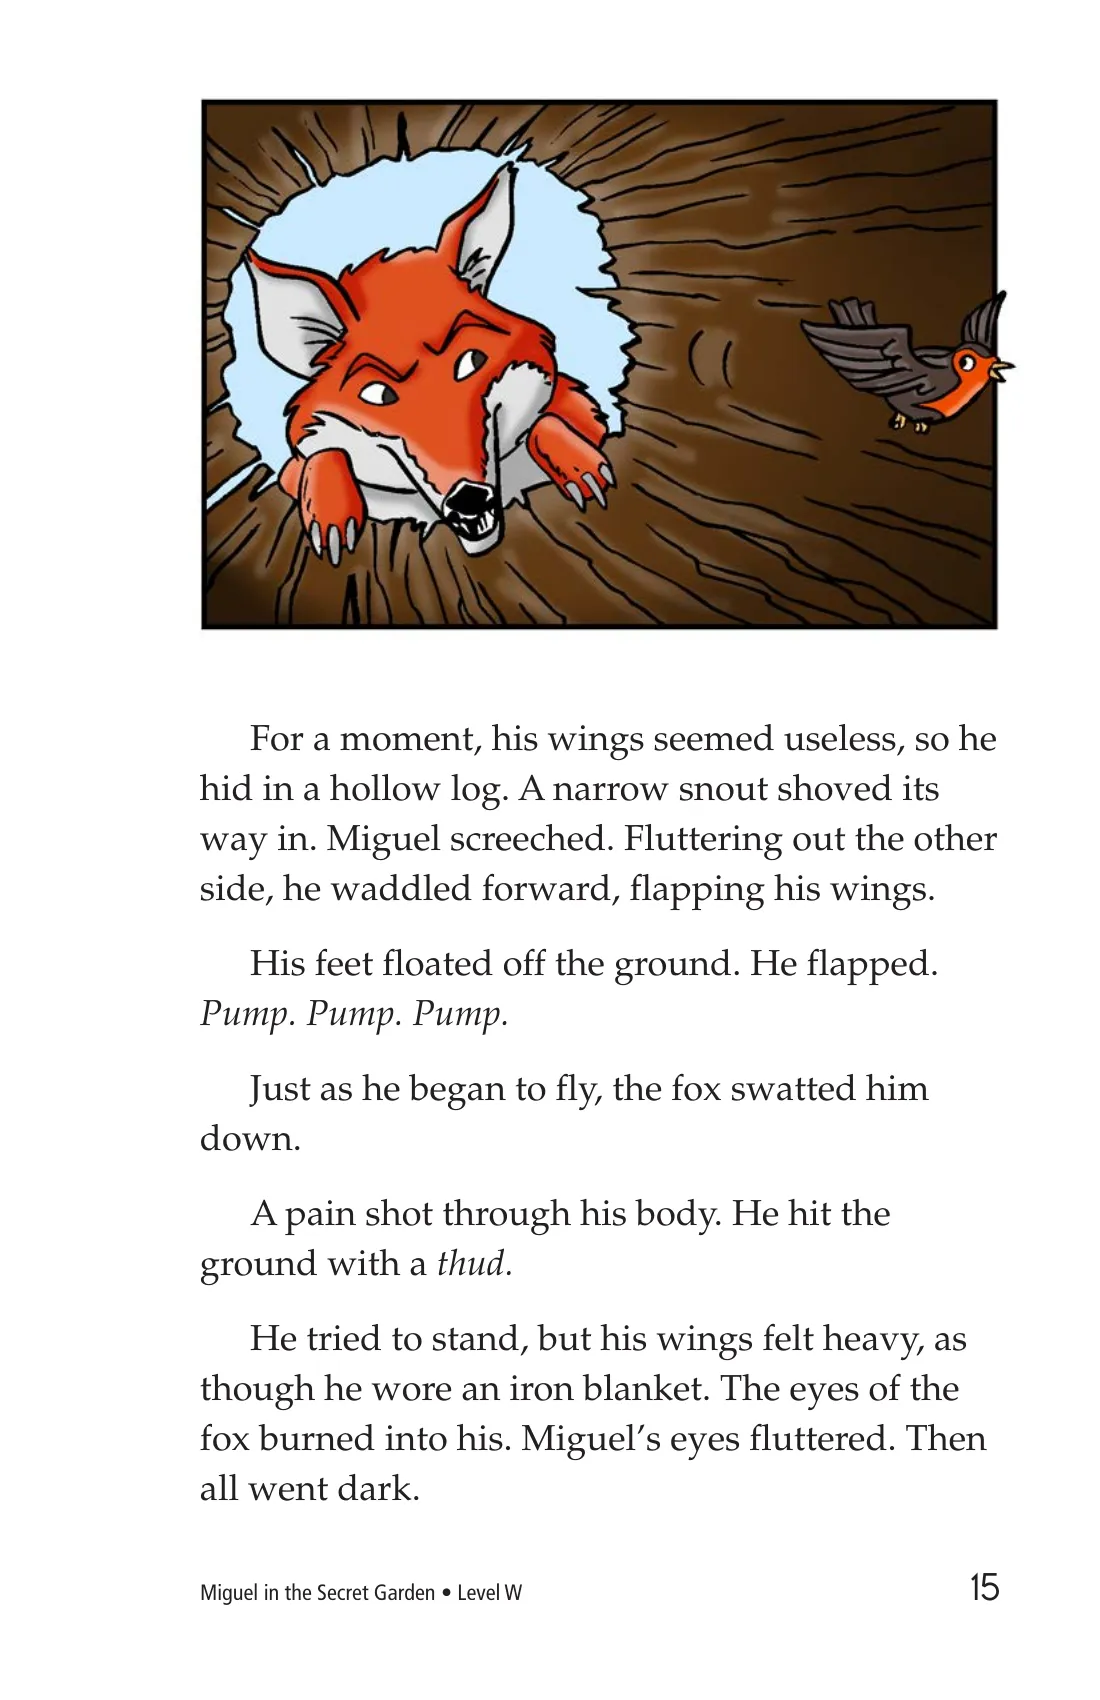 For a moment, his wings seemed useless, so he
hid in a hollow log. A narrow snout shoved its
way in. Miguel screeched. Fluttering out the other
side, he waddled forward, flapping his wings.
His feet floated off the ground. He flapped.
Pump. Pump. Pump.
Just as he began to fly, the fox swatted him
down.
A pain shot through his body. He hit the
ground with a thud.
He tried to stand, but his wings felt heavy, as
though he wore an iron blanket. The eyes of the
fox burned into his. Miguel’s eyes fluttered. Then
all went dark.
Miguel in the Secret Garden • Level W 15